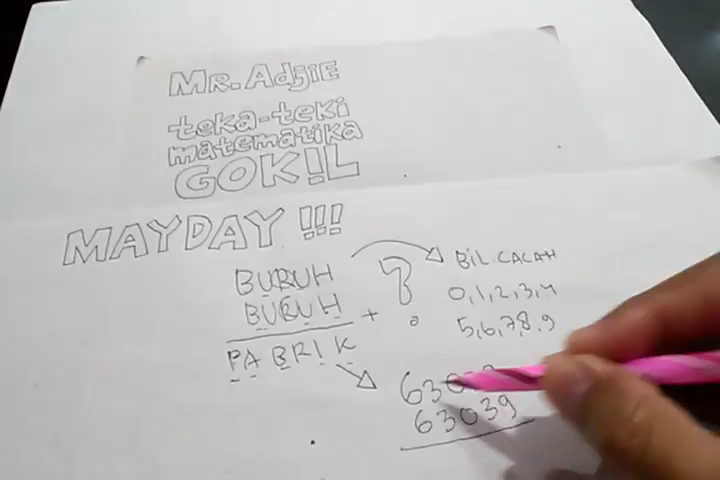 MR. AdjiE
teka-teki
matematika
GOK!L
MAYDAY !!!
BURUH
BURUH +
PABRIK
?
BIL. CACAH
0,1,2,3,4
5,6,7,8,9
63039